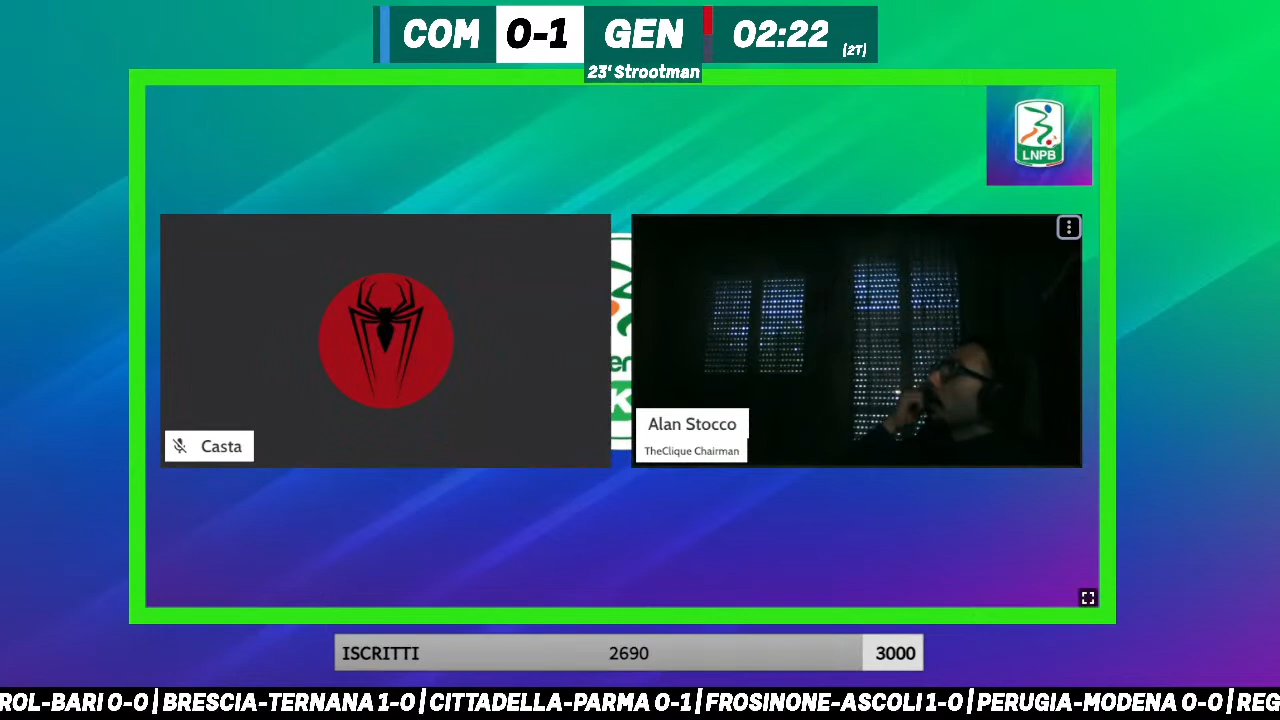 COM 0-1 GEN 02:22 (2T)
23' Strootman
LNPB
Casta
Alan Stocco
TheClique Chairman
ISCRITTI 2690 3000
ROL-BARI 0-0 | BRESCIA-TERNANA 1-0 | CITTADELLA-PARMA 0-1 | FROSINONE-ASCOLI 1-0 | PERUGIA-MODENA 0-0 | REG